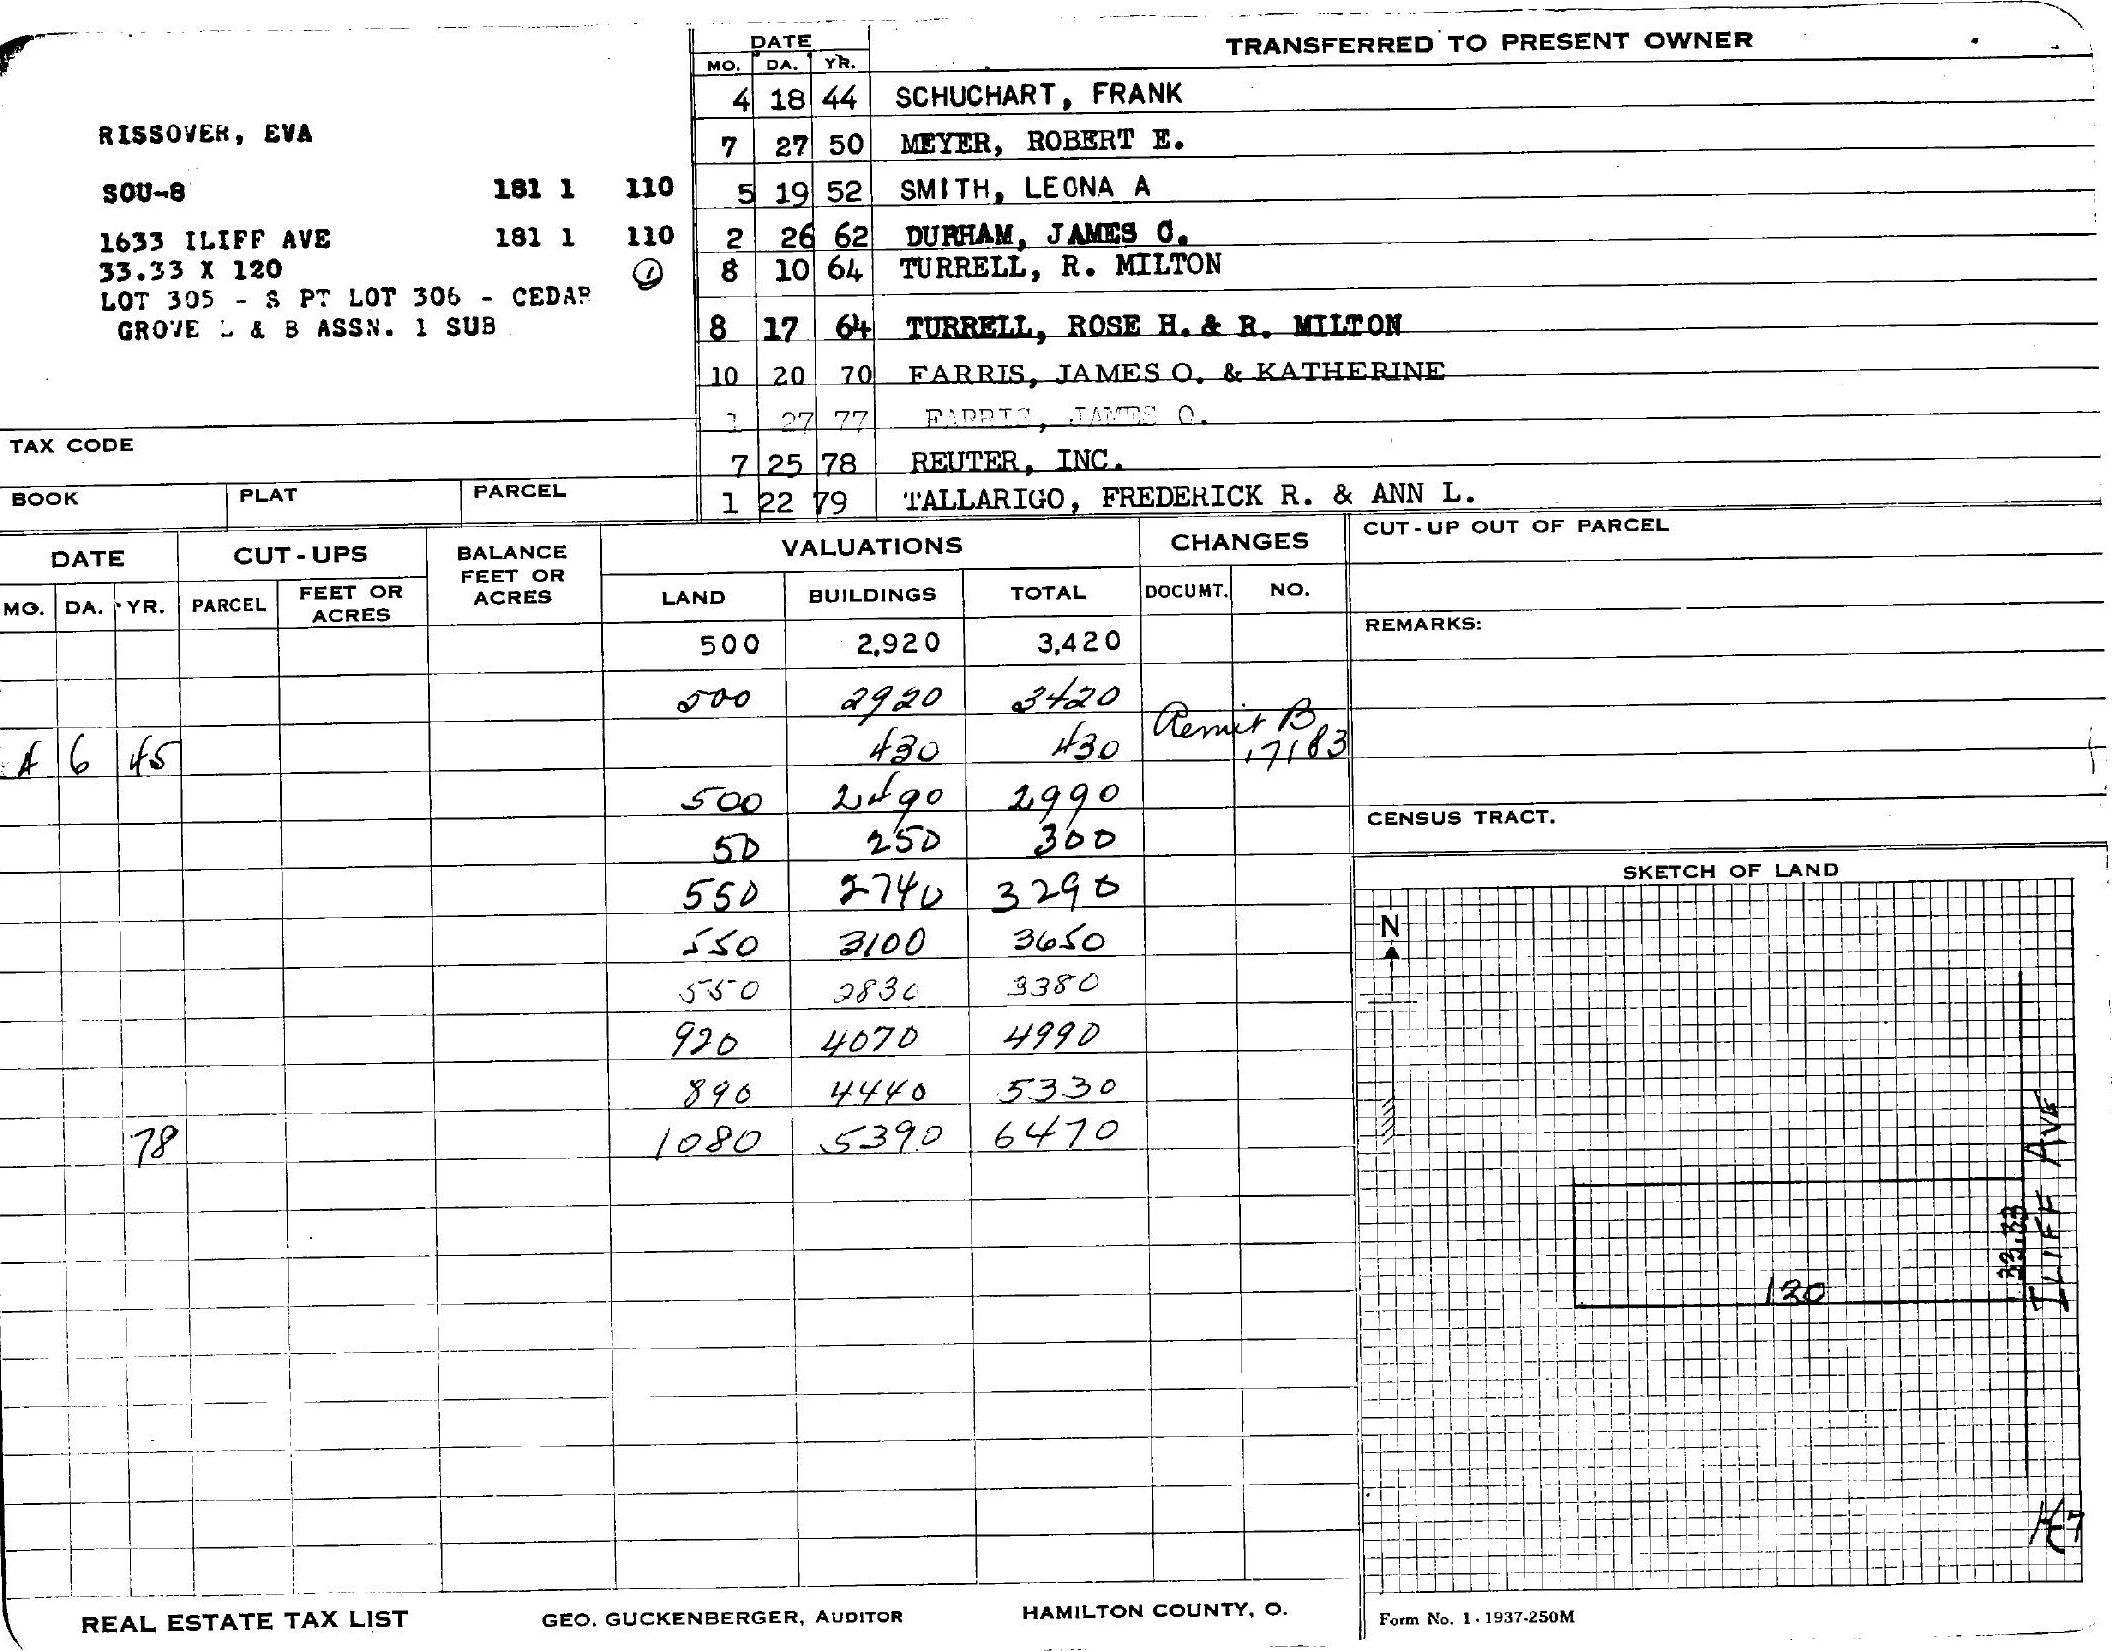 RISSOVER, EVA
SOU-8 181 1 110
1633 ILIFF AVE 181 1 110
33.33 X 120 1
LOT 305 - S PT LOT 306 - CEDAR
GROVE L & B ASSN. 1 SUB
TAX CODE
BOOK PLAT PARCEL
DATE TRANSFERRED TO PRESENT OWNER
MO. DA. YR.
4 18 44 SCHUCHART, FRANK
7 27 50 MEYER, ROBERT E.
5 19 52 SMITH, LEONA A
2 26 62 DURHAM, JAMES C.
8 10 64 TURRELL, R. MILTON
8 17 64 TURRELL, ROSE H. & R. MILTON
10 20 70 FARRIS, JAMES O. & KATHERINE
1 27 77 FARRIS, JAMES O.
7 25 78 REUTER, INC.
1 22 79 TALLARIGO, FREDERICK R. & ANN L.
DATE CUT-UPS BALANCE FEET OR ACRES VALUATIONS CHANGES
MO. DA. YR. PARCEL FEET OR ACRES LAND BUILDINGS TOTAL DOCUMT. NO.
500 2,920 3,420
500 2920 3420
4 6 45 430 430 Remit B 17183
500 2490 2990
50 250 300
550 2740 3290
550 3100 3650
550 2830 3380
920 4070 4990
890 4440 5330
78 1080 5390 6470
CUT-UP OUT OF PARCEL
REMARKS:
CENSUS TRACT.
SKETCH OF LAND
N
ILIFF AVE
33.33
120
REAL ESTATE TAX LIST GEO. GUCKENBERGER, AUDITOR HAMILTON COUNTY, O. Form No. 1-1937-250M